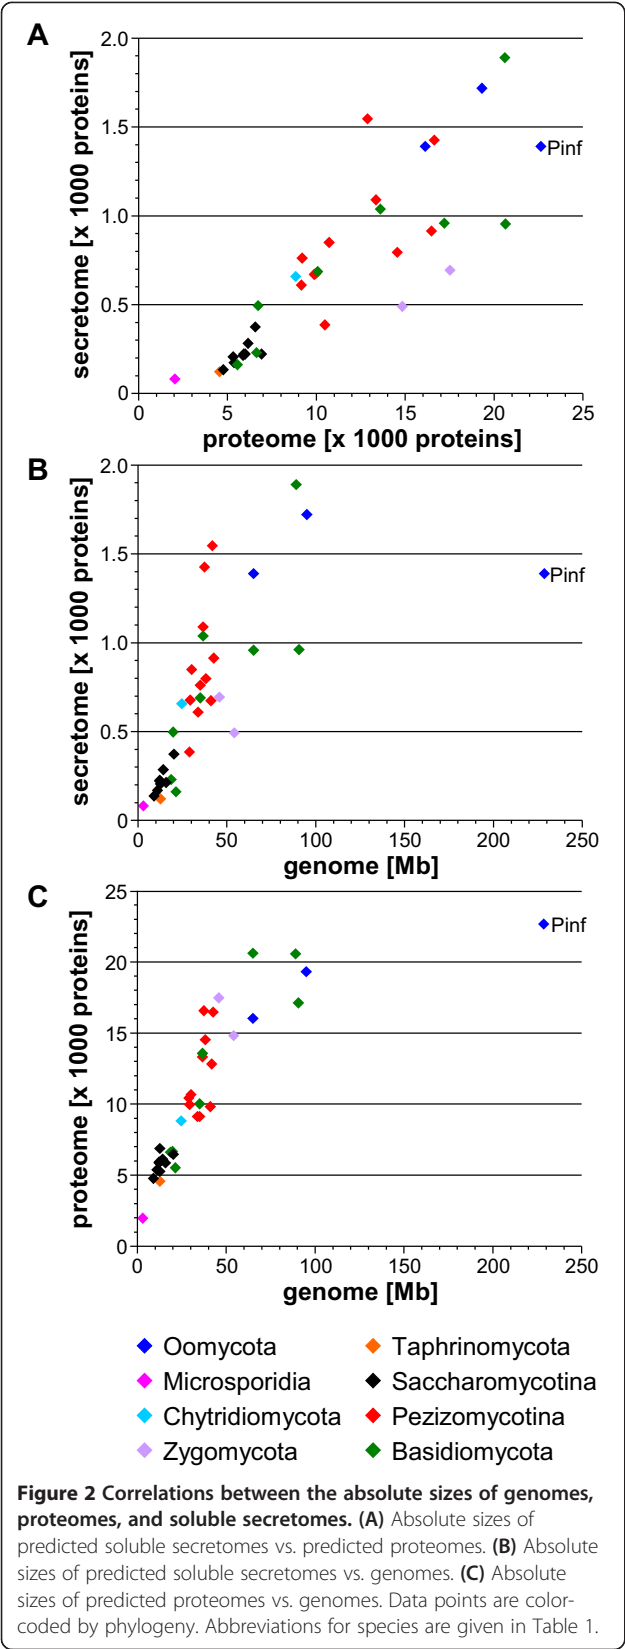 A
secretome [x 1000 proteins]
2.0
1.5
1.0
0.5
0
Pinf
0 5 10 15 20 25
proteome [x 1000 proteins]
B
secretome [x 1000 proteins]
2.0
1.5
1.0
0.5
0
Pinf
0 50 100 150 200 250
genome [Mb]
C
proteome [x 1000 proteins]
25
20
15
10
5
0
Pinf
0 50 100 150 200 250
genome [Mb]
Oomycota
Microsporidia
Chytridiomycota
Zygomycota
Taphrinomycota
Saccharomycotina
Pezizomycotina
Basidiomycota
Figure 2 Correlations between the absolute sizes of genomes,
proteomes, and soluble secretomes. (A) Absolute sizes of
predicted soluble secretomes vs. predicted proteomes. (B) Absolute
sizes of predicted soluble secretomes vs. genomes. (C) Absolute
sizes of predicted proteomes vs. genomes. Data points are color-
coded by phylogeny. Abbreviations for species are given in Table 1.